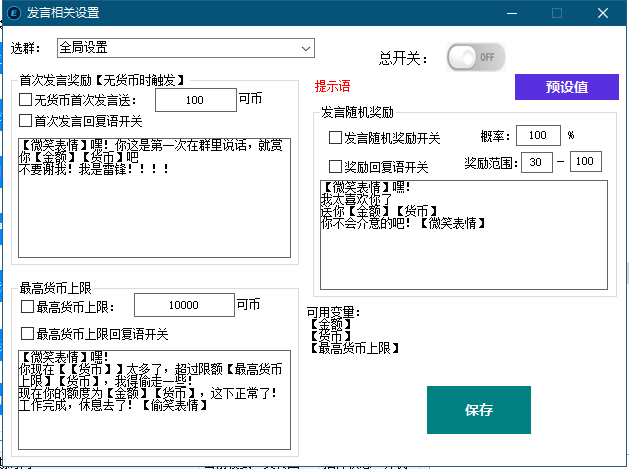 发言相关设置
选群：
全局设置
总开关：
OFF
首次发言奖励【无货币时触发】
无货币首次发言送：
100
可币
首次发言回复语开关
【微笑表情】嘿！你这是第一次在群里说话，就赏
你【金额】【货币】吧
不要谢我！我是雷锋！！！！
最高货币上限
最高货币上限：
10000
可币
最高货币上限回复语开关
【微笑表情】嘿！
你现在【【货币】】太多了，超过限额【最高货币
上限】【货币】，我得偷走一些！
现在你的额度为【金额】【货币】，这下正常了！
工作完成，休息去了！【偷笑表情】
提示语
预设值
发言随机奖励
发言随机奖励开关
概率：
100
%
奖励回复语开关
奖励范围：
30
—
100
【微笑表情】嘿！
我太喜欢你了
送你【金额】【货币】
你不会介意的吧！【微笑表情】
可用变量：
【金额】
【货币】
【最高货币上限】
保存